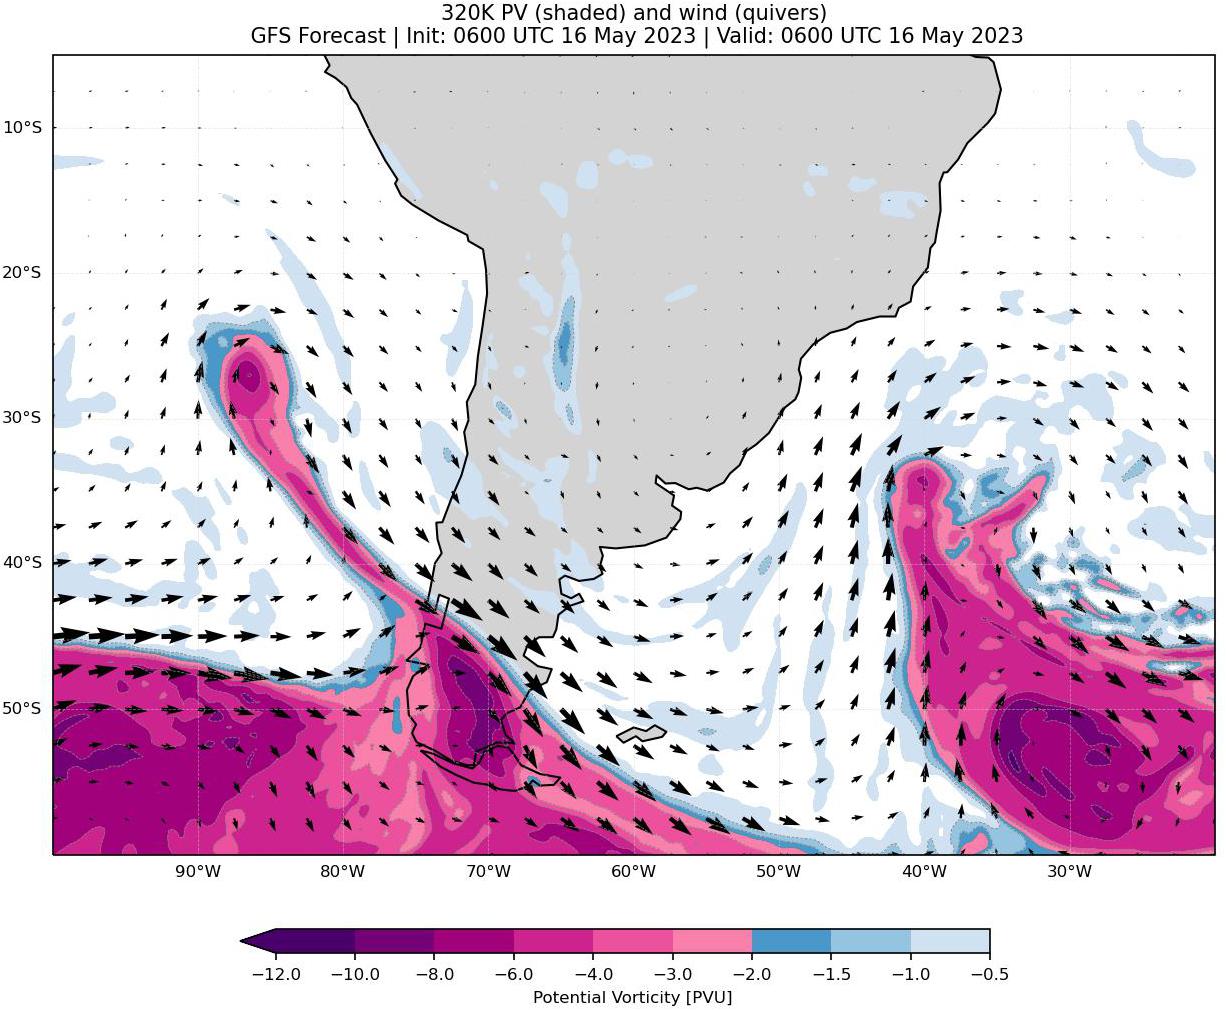 320K PV (shaded) and wind (quivers)
GFS Forecast | Init: 0600 UTC 16 May 2023 | Valid: 0600 UTC 16 May 2023
10°S
20°S
30°S
40°S
50°S
90°W 80°W 70°W 60°W 50°W 40°W 30°W
−12.0 −10.0 −8.0 −6.0 −4.0 −3.0 −2.0 −1.5 −1.0 −0.5
Potential Vorticity [PVU]